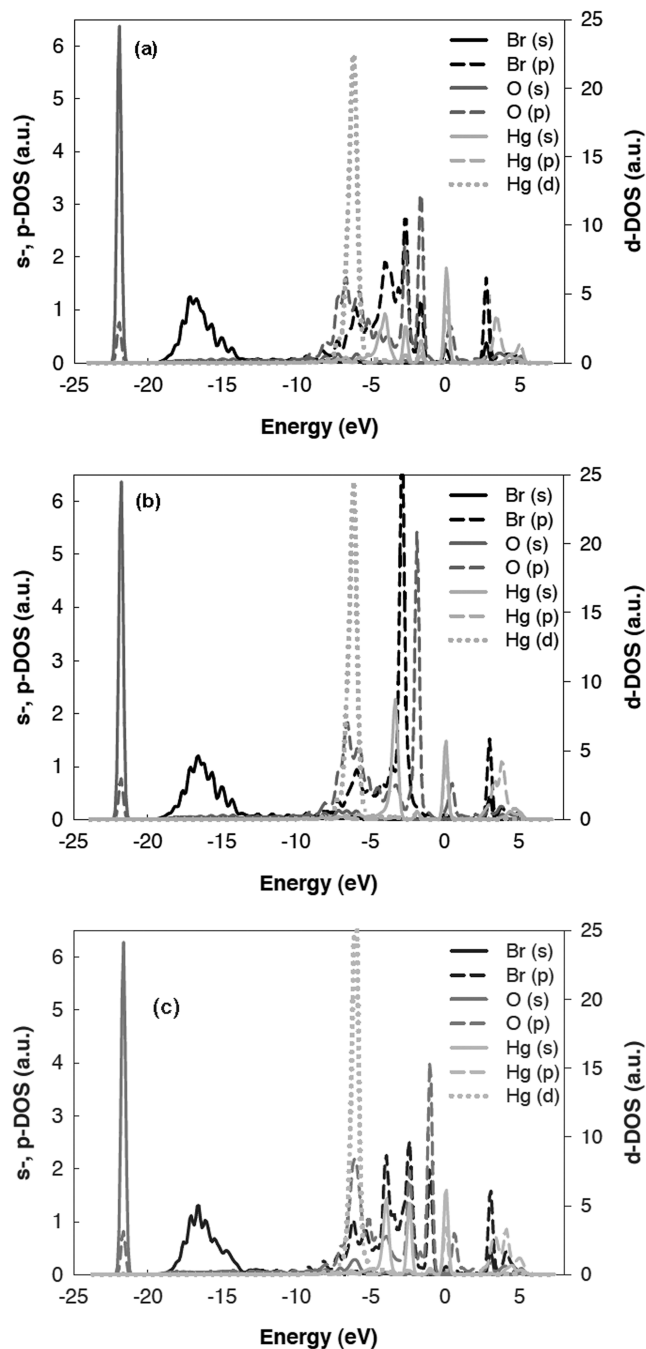 (a)
Br (s)
Br (p)
O (s)
O (p)
Hg (s)
Hg (p)
Hg (d)
6
5
4
3
2
1
0
25
20
15
10
5
0
s-, p-DOS (a.u.)
d-DOS (a.u.)
-25 -20 -15 -10 -5 0 5
Energy (eV)
(b)
Br (s)
Br (p)
O (s)
O (p)
Hg (s)
Hg (p)
Hg (d)
6
5
4
3
2
1
0
25
20
15
10
5
0
s-, p-DOS (a.u.)
d-DOS (a.u.)
-25 -20 -15 -10 -5 0 5
Energy (eV)
(c)
Br (s)
Br (p)
O (s)
O (p)
Hg (s)
Hg (p)
Hg (d)
6
5
4
3
2
1
0
25
20
15
10
5
0
s-, p-DOS (a.u.)
d-DOS (a.u.)
-25 -20 -15 -10 -5 0 5
Energy (eV)